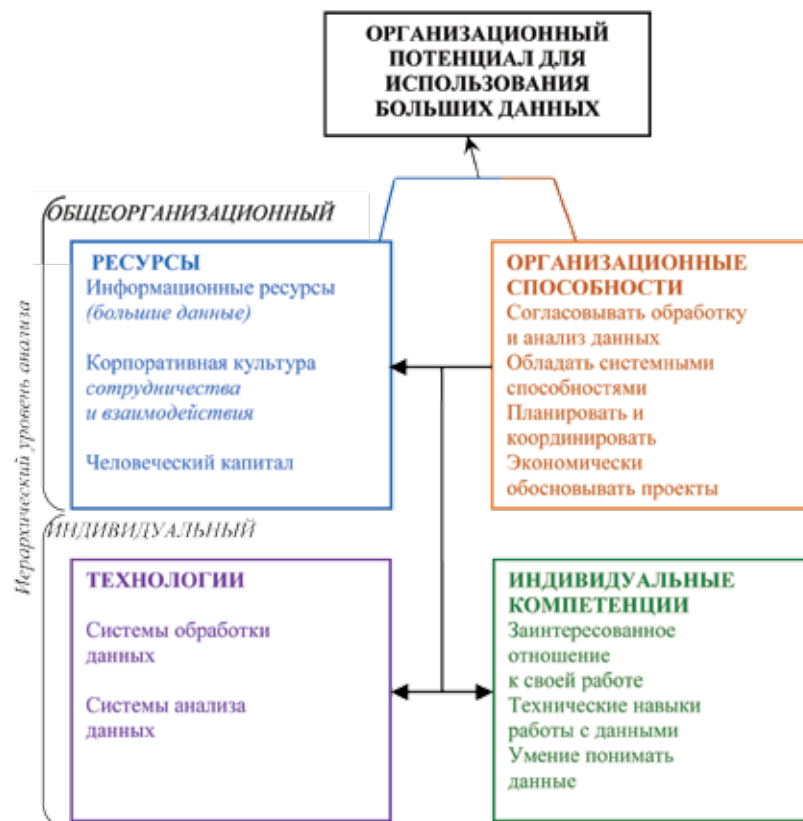 ОРГАНИЗАЦИОННЫЙ
ПОТЕНЦИАЛ ДЛЯ
ИСПОЛЬЗОВАНИЯ
БОЛЬШИХ ДАННЫХ
Иерархический уровень анализа
ОБЩЕОРГАНИЗАЦИОННЫЙ
РЕСУРСЫ
Информационные ресурсы
(большие данные)
Корпоративная культура
сотрудничества
и взаимодействия
Человеческий капитал
ОРГАНИЗАЦИОННЫЕ
СПОСОБНОСТИ
Согласовывать обработку
и анализ данных
Обладать системными
способностями
Планировать и
координировать
Экономически
обосновывать проекты
ИНДИВИДУАЛЬНЫЙ
ТЕХНОЛОГИИ
Системы обработки
данных
Системы анализа
данных
ИНДИВИДУАЛЬНЫЕ
КОМПЕТЕНЦИИ
Заинтересованное
отношение
к своей работе
Технические навыки
работы с данными
Умение понимать
данные